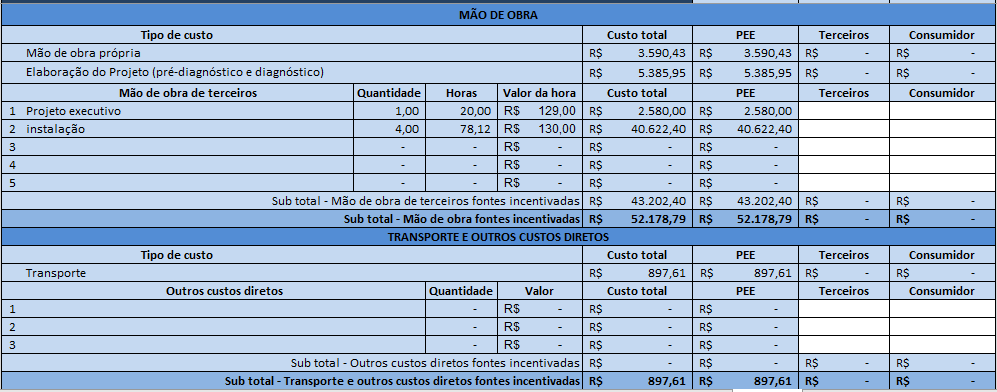 MÃO DE OBRA
Tipo de custo Custo total PEE Terceiros Consumidor
Mão de obra própria R$ 3.590,43 R$ 3.590,43 R$ - R$ -
Elaboração do Projeto (pré-diagnóstico e diagnóstico) R$ 5.385,95 R$ 5.385,95 R$ - R$ -
Mão de obra de terceiros Quantidade Horas Valor da hora Custo total PEE Terceiros Consumidor
1 Projeto executivo 1,00 20,00 R$ 129,00 R$ 2.580,00 R$ 2.580,00
2 instalação 4,00 78,12 R$ 130,00 R$ 40.622,40 R$ 40.622,40
3 - - R$ - R$ - R$ -
4 - - R$ - R$ - R$ -
5 - - R$ - R$ - R$ -
Sub total - Mão de obra de terceiros fontes incentivadas R$ 43.202,40 R$ 43.202,40 R$ - R$ -
Sub total - Mão de obra fontes incentivadas R$ 52.178,79 R$ 52.178,79 R$ - R$ -
TRANSPORTE E OUTROS CUSTOS DIRETOS
Tipo de custo Custo total PEE Terceiros Consumidor
Transporte R$ 897,61 R$ 897,61 R$ - R$ -
Outros custos diretos Quantidade Valor Custo total PEE Terceiros Consumidor
1 - R$ - R$ - R$ -
2 - R$ - R$ - R$ -
3 - R$ - R$ - R$ -
Sub total - Outros custos diretos fontes incentivadas R$ - R$ - R$ - R$ -
Sub total - Transporte e outros custos diretos fontes incentivadas R$ 897,61 R$ 897,61 R$ - R$ -